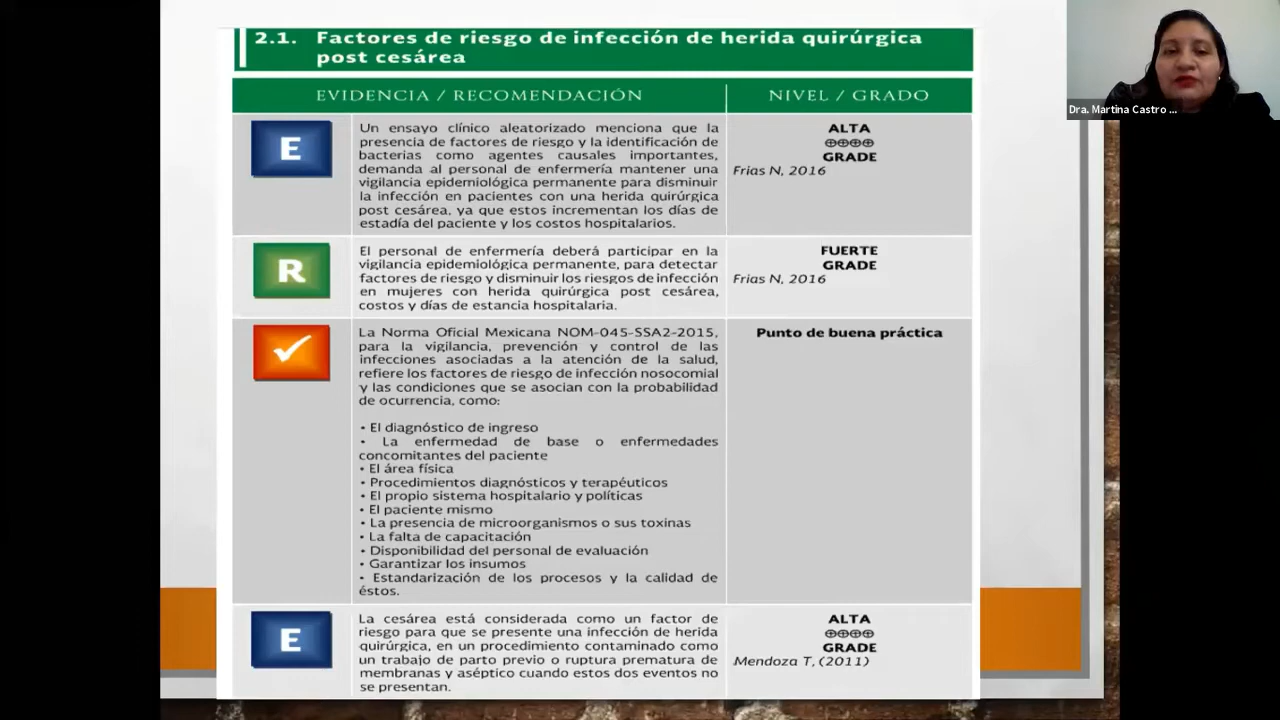 2.1. Factores de riesgo de infección de herida quirúrgica
post cesárea
EVIDENCIA / RECOMENDACIÓN
NIVEL / GRADO
E
Un ensayo clínico aleatorizado menciona que la
presencia de factores de riesgo y la identificación de
bacterias como agentes causales importantes,
demanda al personal de enfermería mantener una
vigilancia epidemiológica permanente para disminuir
la infección en pacientes con una herida quirúrgica
post cesárea, ya que estos incrementan los días de
estadía del paciente y los costos hospitalarios.
ALTA
⊕⊕⊕⊕
GRADE
Frias N, 2016
R
El personal de enfermería deberá participar en la
vigilancia epidemiológica permanente, para detectar
factores de riesgo y disminuir los riesgos de infección
en mujeres con herida quirúrgica post cesárea,
costos y días de estancia hospitalaria.
FUERTE
GRADE
Frias N, 2016
La Norma Oficial Mexicana NOM-045-SSA2-2015,
para la vigilancia, prevención y control de las
infecciones asociadas a la atención de la salud,
refiere los factores de riesgo de infección nosocomial
y las condiciones que se asocian con la probabilidad
de ocurrencia, como:
• El diagnóstico de ingreso
• La enfermedad de base o enfermedades
concomitantes del paciente
• El área física
• Procedimientos diagnósticos y terapéuticos
• El propio sistema hospitalario y políticas
• El paciente mismo
• La presencia de microorganismos o sus toxinas
• La falta de capacitación
• Disponibilidad del personal de evaluación
• Garantizar los insumos
• Estandarización de los procesos y la calidad de
éstos.
Punto de buena práctica
E
La cesárea está considerada como un factor de
riesgo para que se presente una infección de herida
quirúrgica, en un procedimiento contaminado como
un trabajo de parto previo o ruptura prematura de
membranas y aséptico cuando estos dos eventos no
se presentan.
ALTA
⊕⊕⊕⊕
GRADE
Mendoza T, (2011)
Dra. Martina Castro ...